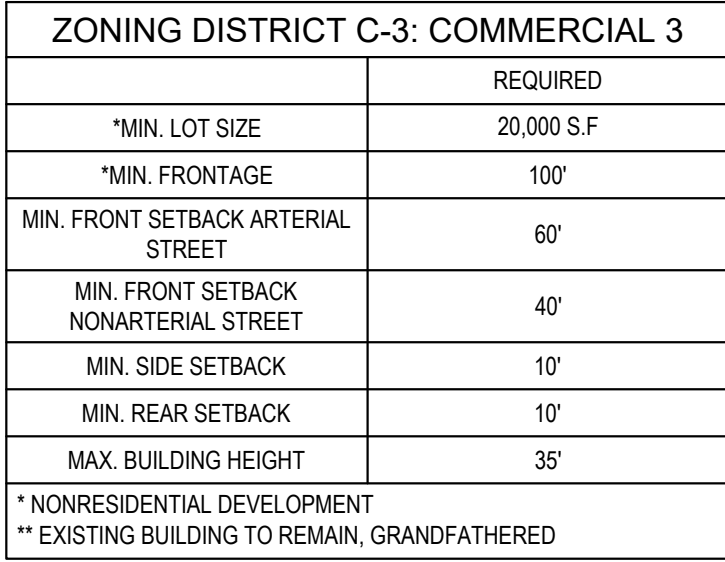 ZONING DISTRICT C-3: COMMERCIAL 3
REQUIRED
*MIN. LOT SIZE 20,000 S.F
*MIN. FRONTAGE 100'
MIN. FRONT SETBACK ARTERIAL
STREET 60'
MIN. FRONT SETBACK
NONARTERIAL STREET 40'
MIN. SIDE SETBACK 10'
MIN. REAR SETBACK 10'
MAX. BUILDING HEIGHT 35'
* NONRESIDENTIAL DEVELOPMENT
** EXISTING BUILDING TO REMAIN, GRANDFATHERED